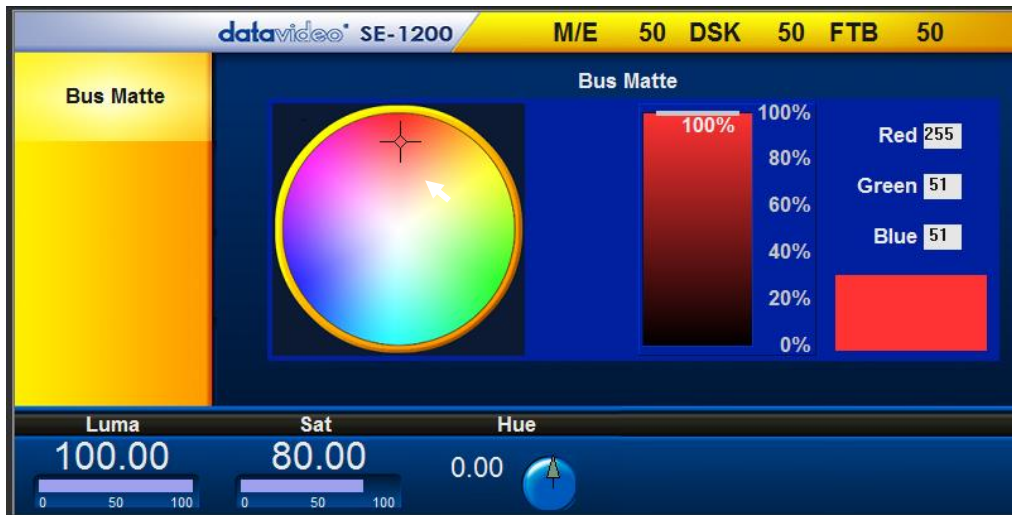 datavideo SE-1200 M/E 50 DSK 50 FTB 50
Bus Matte
Bus Matte
100%
100%
Red 255
80%
Green 51
60%
Blue 51
40%
20%
0%
Luma Sat Hue
100.00 80.00 0.00
0 50 100 0 50 100